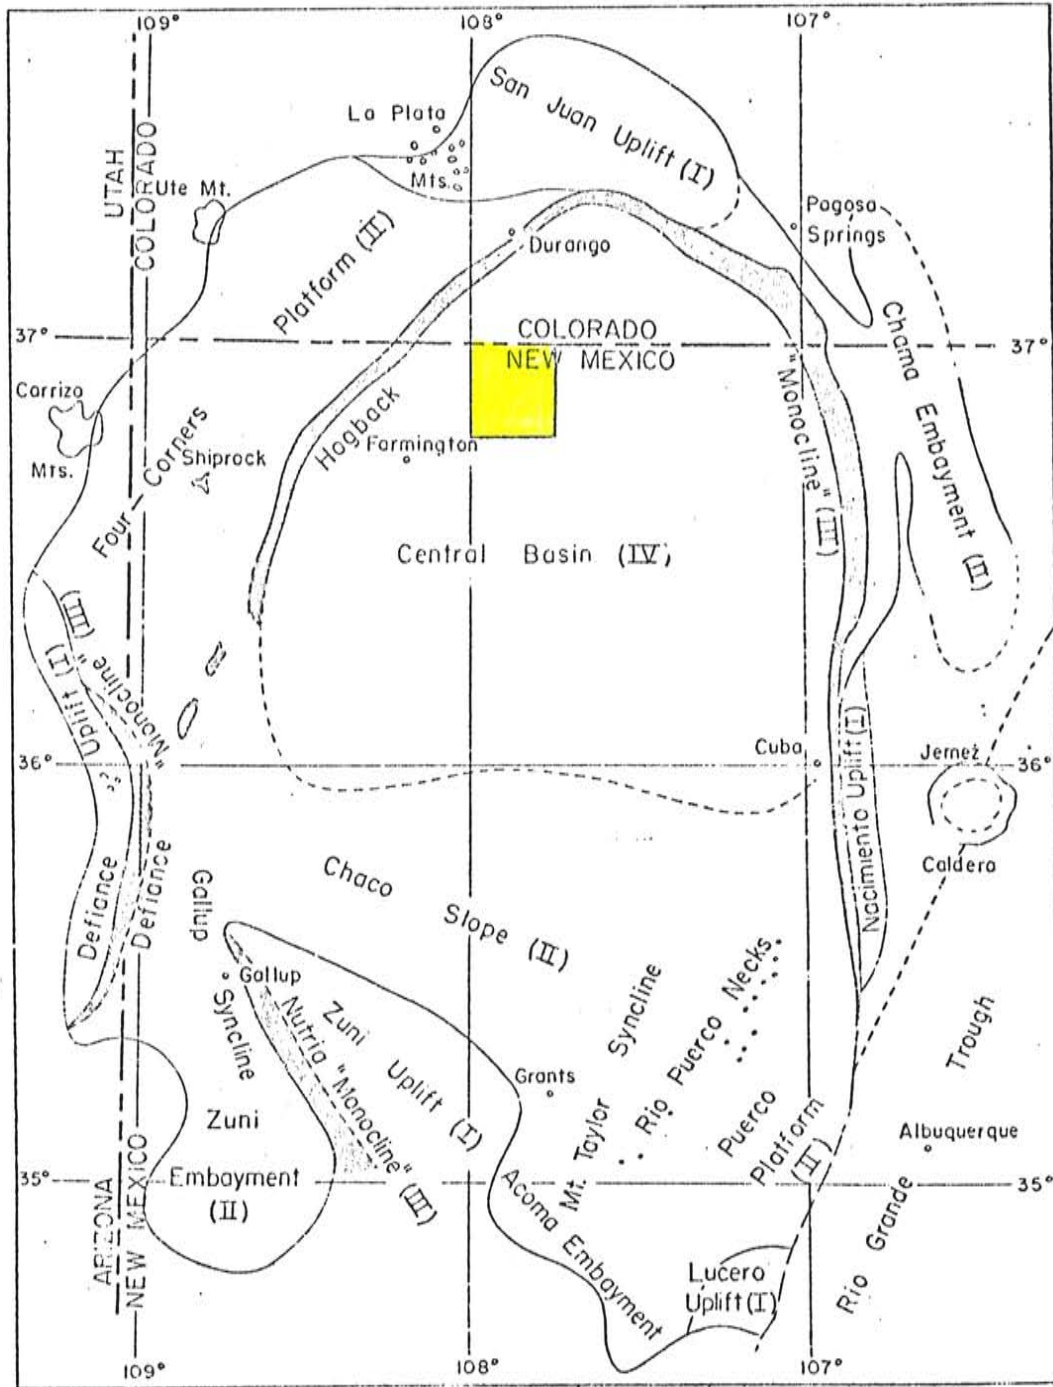 109°
108°
107°
San Juan Uplift (I)
La Plata
Mts.
UTAH
COLORADO
Ute Mt.
Pagosa
Springs
Durango
Platform (II)
37°
COLORADO
NEW MEXICO
37°
Chama Embayment (II)
Carrizo
Mts.
Hogback
"Monocline" (III)
Four Corners
Shiprock
Farmington
Central Basin (IV)
Uplift (I)
"Monocline" (III)
36°
Cuba
Jemez
36°
Caldera
Nacimiento Uplift (I)
Defiance
Defiance
Gallup
Chaco Slope (II)
Gallup
Syncline
Nutria "Monocline" (III)
Zuni Uplift (I)
Grants
Mt. Taylor Syncline
Rio Puerco Necks
Puerco
Platform
(II)
Trough
Albuquerque
Zuni
Embayment
(II)
35°
35°
ARIZONA
NEW MEXICO
Acoma Embayment
Lucero
Uplift (I)
Rio Grande
109°
108°
107°